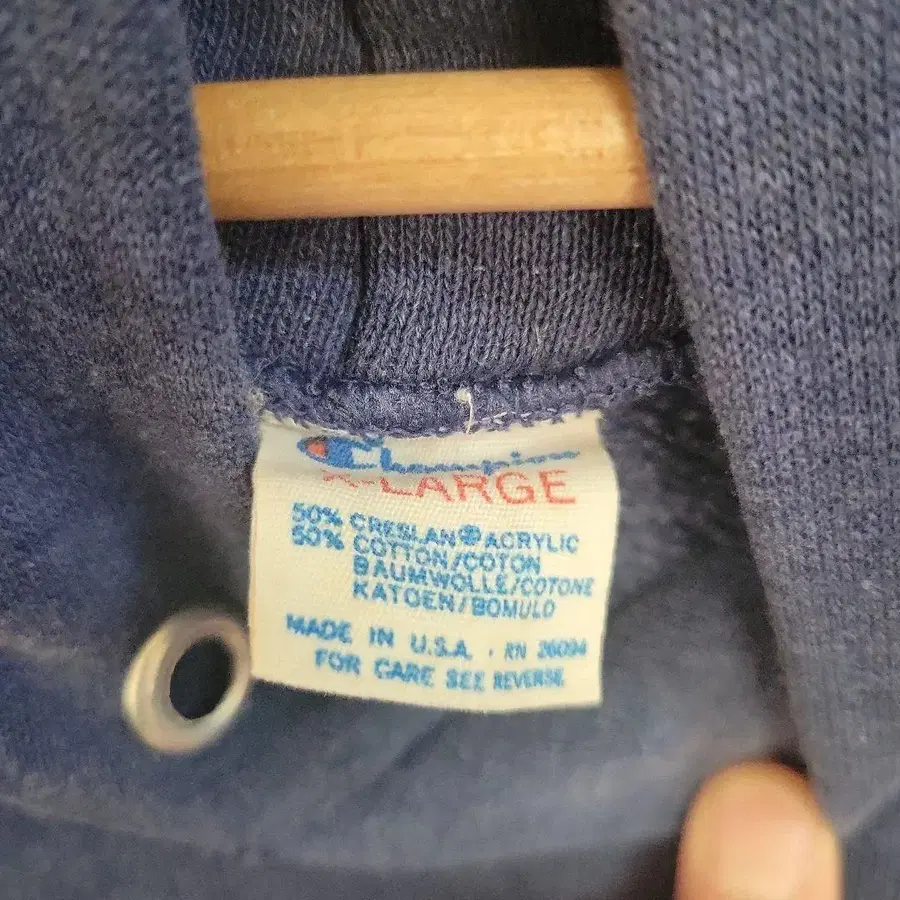 Champion
X-LARGE
50% CRESLAN® ACRYLIC
50% COTTON/COTON
BAUMWOLLE/COTONE
KATOEN/BOMULD
MADE IN U.S.A. · RN 26094
FOR CARE SEE REVERSE